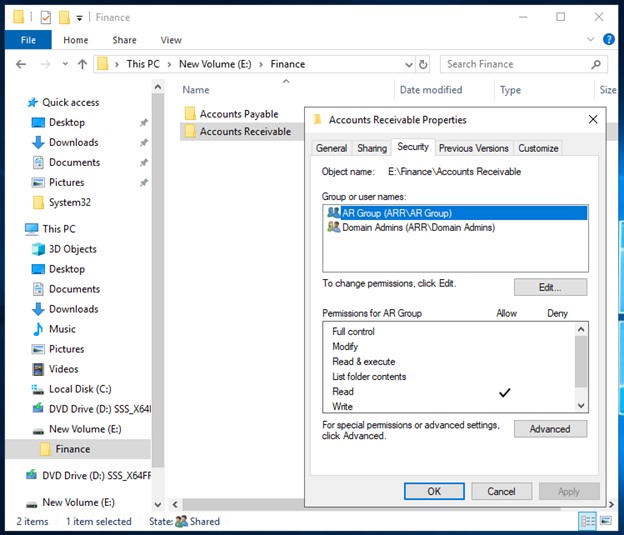 Finance
File Home Share View
This PC New Volume (E:) Finance Search Finance
Name Date modified Type Size
Quick access
Desktop
Downloads
Documents
Pictures
System32
This PC
3D Objects
Desktop
Documents
Downloads
Music
Pictures
Videos
Local Disk (C:)
DVD Drive (D:) SSS_X64F
New Volume (E:)
Finance
DVD Drive (D:) SSS_X64FF
New Volume (E:)
Accounts Payable
Accounts Receivable
Accounts Receivable Properties
General Sharing Security Previous Versions Customize
Object name: E:\Finance\Accounts Receivable
Group or user names:
AR Group (ARR\AR Group)
Domain Admins (ARR\Domain Admins)
To change permissions, click Edit.
Edit...
Permissions for AR Group Allow Deny
Full control
Modify
Read & execute
List folder contents
Read
Write
For special permissions or advanced settings,
click Advanced.
Advanced
OK Cancel Apply
2 items 1 item selected State: Shared